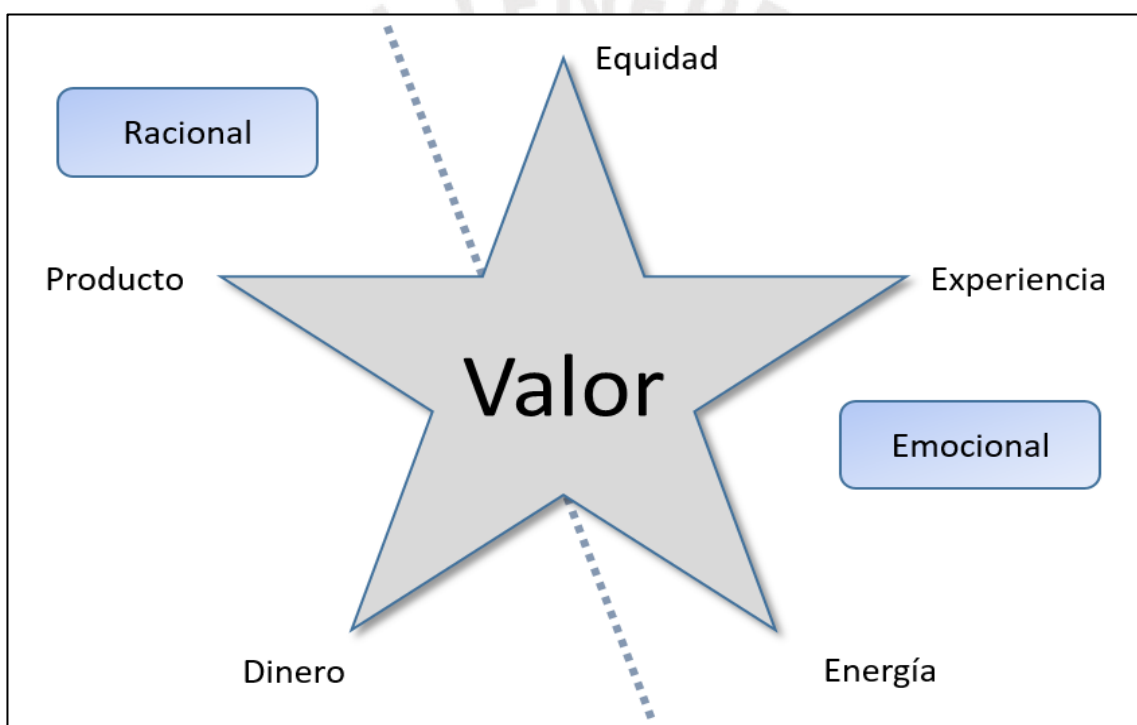 Equidad
Racional
Producto
Experiencia
Valor
Emocional
Dinero
Energía